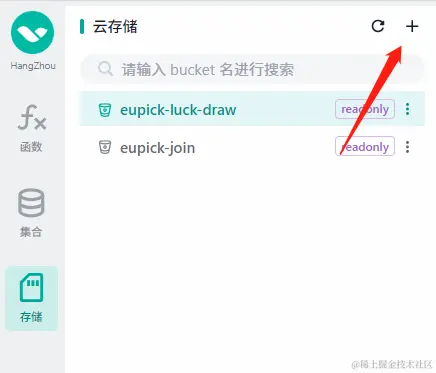 云存储
HangZhou
请输入 bucket 名进行搜索
eupick-luck-draw
readonly
函数
eupick-join
readonly
集合
存储
@稀土掘金技术社区